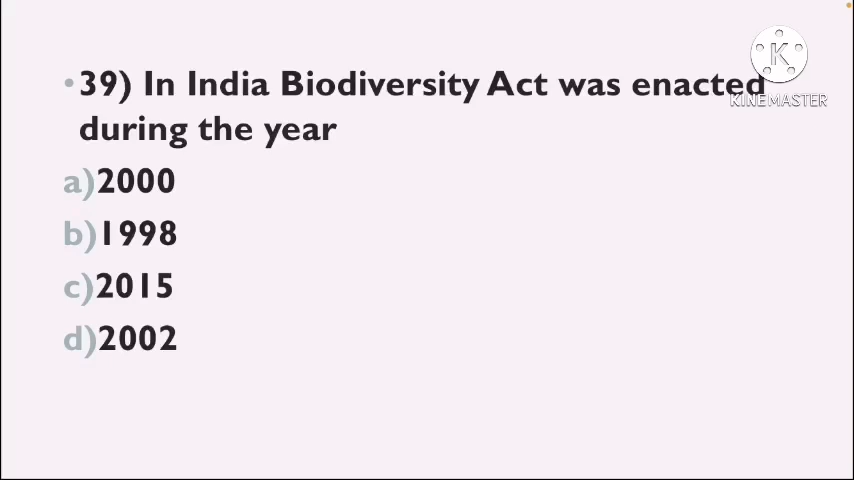 •39) In India Biodiversity Act was enacted
during the year
a)2000
b)1998
c)2015
d)2002
K
KINEMASTER